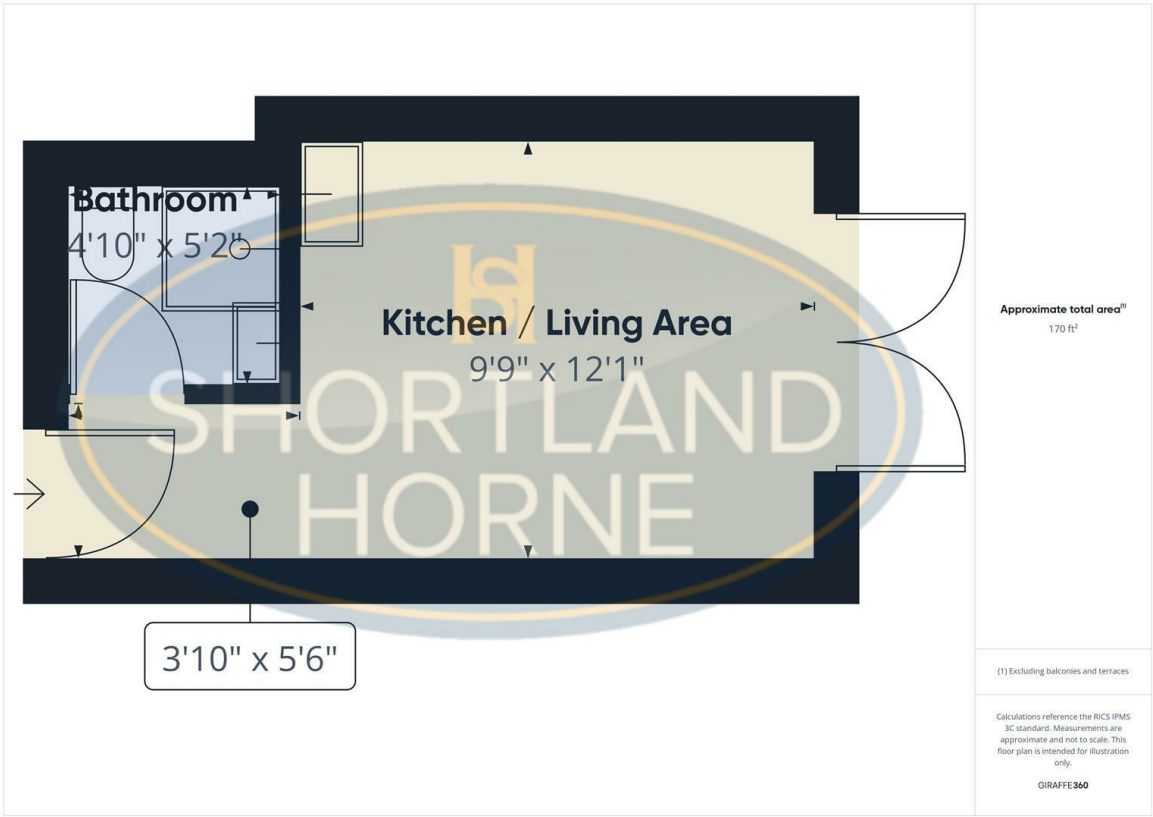 Bathroom
4'10" x 5'2"
HS
Kitchen / Living Area
9'9" x 12'1"
SHORTLAND
HORNE
3'10" x 5'6"
Approximate total area(1)
170 ft²
(1) Excluding balconies and terraces
Calculations reference the RICS IPMS
3C standard. Measurements are
approximate and not to scale. This
floor plan is intended for illustration
only.
GIRAFFE360